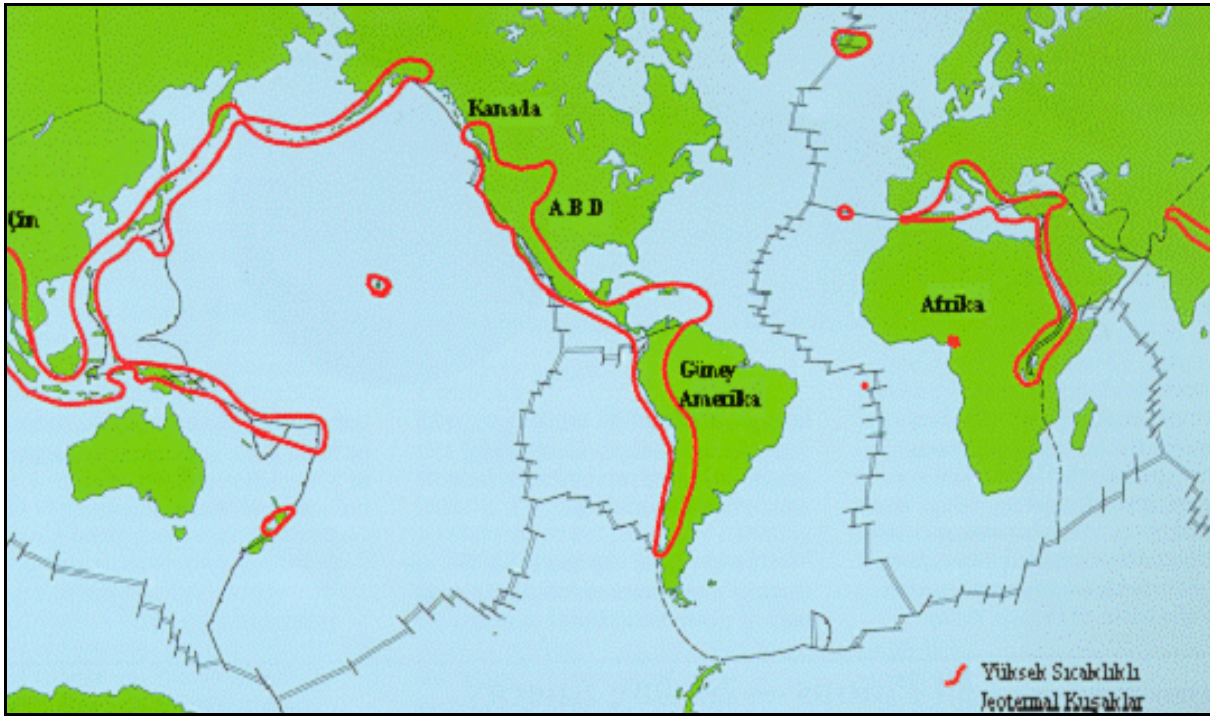 Kanada
Çin
A.B.D
Afrika
Güney
Amerika
Yüksek Sıcaklıklı
Jeotermal Kuşaklar